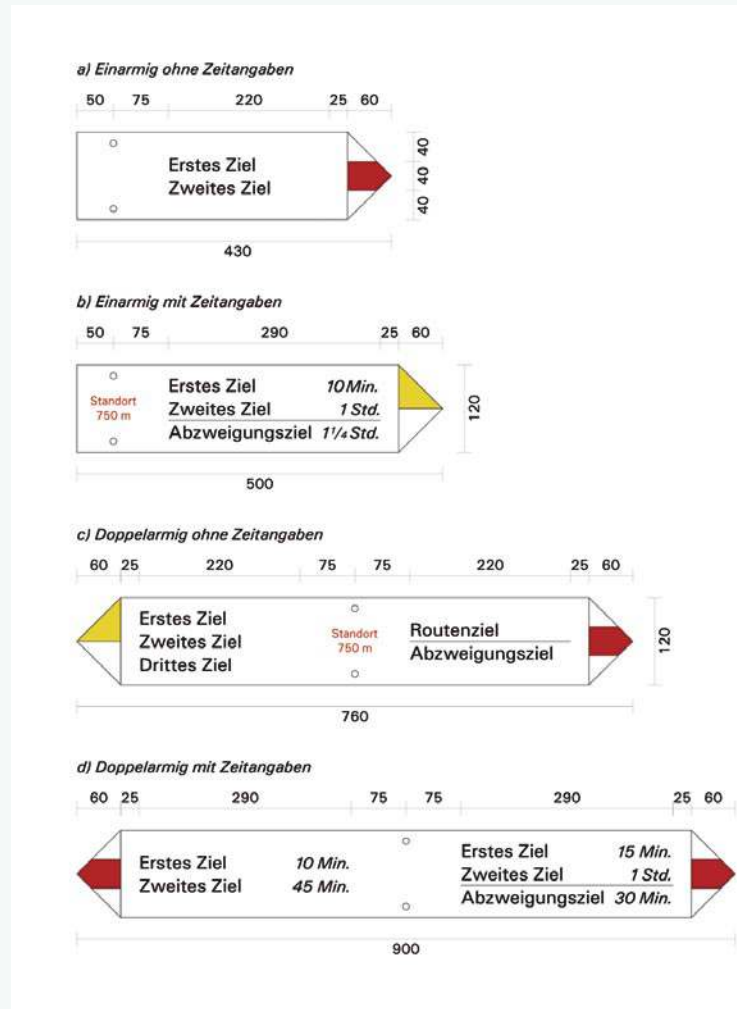 a) Einarmig ohne Zeitangaben
50 75 220 25 60
Erstes Ziel
Zweites Ziel
40
40
40
430
b) Einarmig mit Zeitangaben
50 75 290 25 60
Standort
750 m
Erstes Ziel 10 Min.
Zweites Ziel 1 Std.
Abzweigungsziel 1¼ Std.
120
500
c) Doppelarmig ohne Zeitangaben
60 25 220 75 75 220 25 60
Erstes Ziel
Zweites Ziel
Drittes Ziel
Standort
750 m
Routenziel
Abzweigungsziel
120
760
d) Doppelarmig mit Zeitangaben
60 25 290 75 75 290 25 60
Erstes Ziel 10 Min.
Zweites Ziel 45 Min.
Erstes Ziel 15 Min.
Zweites Ziel 1 Std.
Abzweigungsziel 30 Min.
900